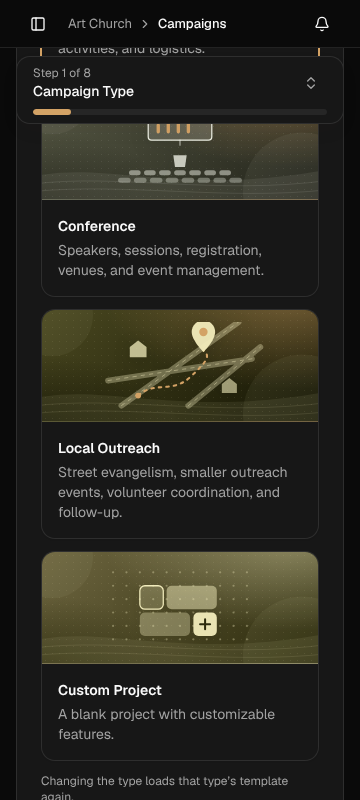 Art Church > Campaigns
activities, and logistics.
Step 1 of 8
Campaign Type
Conference
Speakers, sessions, registration,
venues, and event management.
Local Outreach
Street evangelism, smaller outreach
events, volunteer coordination, and
follow-up.
Custom Project
A blank project with customizable
features.
Changing the type loads that type's template
again.